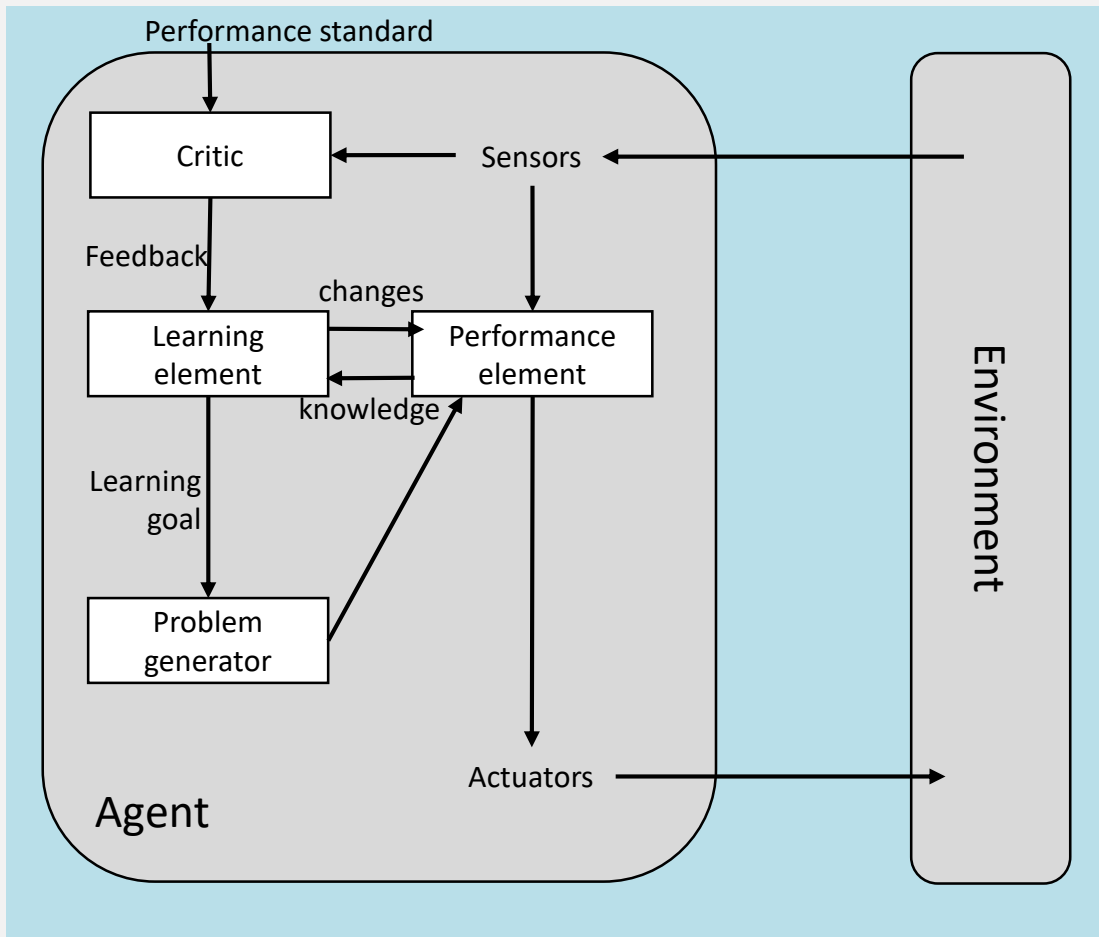 Performance standard
Critic
Sensors
Feedback
changes
Learning
element
Performance
element
knowledge
Learning
goal
Problem
generator
Actuators
Agent
Environment